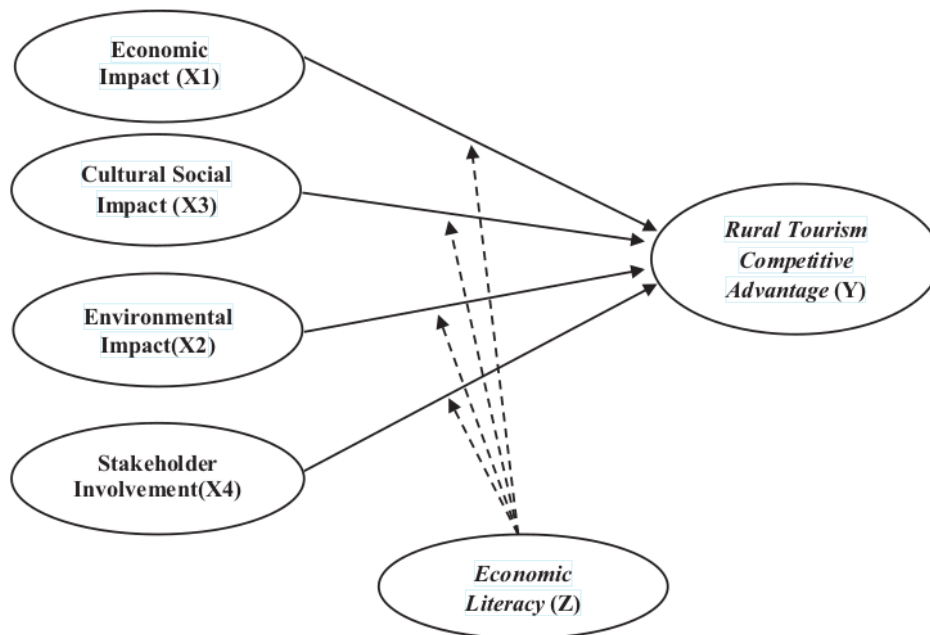 Economic
Impact (X1)
Cultural Social
Impact (X3)
Rural Tourism
Competitive
Advantage (Y)
Environmental
Impact(X2)
Stakeholder
Involvement(X4)
Economic
Literacy (Z)